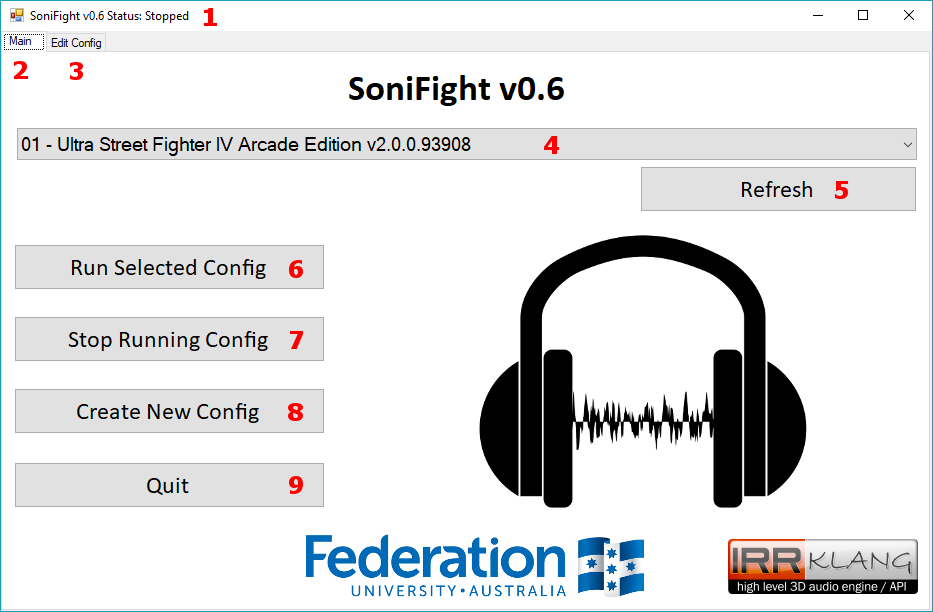 SoniFight v0.6 Status: Stopped 1
Main Edit Config
2 3
SoniFight v0.6
01 - Ultra Street Fighter IV Arcade Edition v2.0.0.93908 4
Refresh 5
Run Selected Config 6
Stop Running Config 7
Create New Config 8
Quit 9
Federation
UNIVERSITY • AUSTRALIA
IRRKLANG
high level 3D audio engine / API